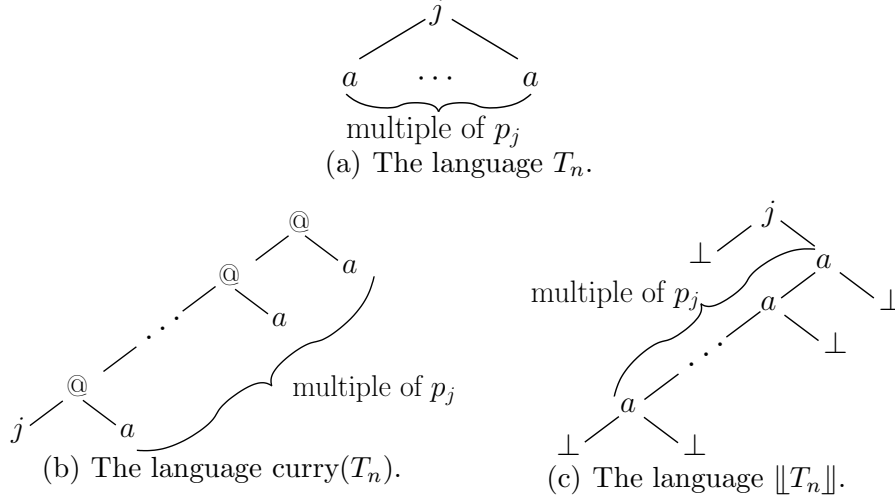 j
a ⋯ a
multiple of p_j
(a) The language T_n.
@
@ a
⋯ a
@
j a
multiple of p_j
(b) The language curry(T_n).
j
⊥ a
multiple of p_j
a ⊥
⋯ ⊥
a
⊥ ⊥
(c) The language ⟦T_n⟧.